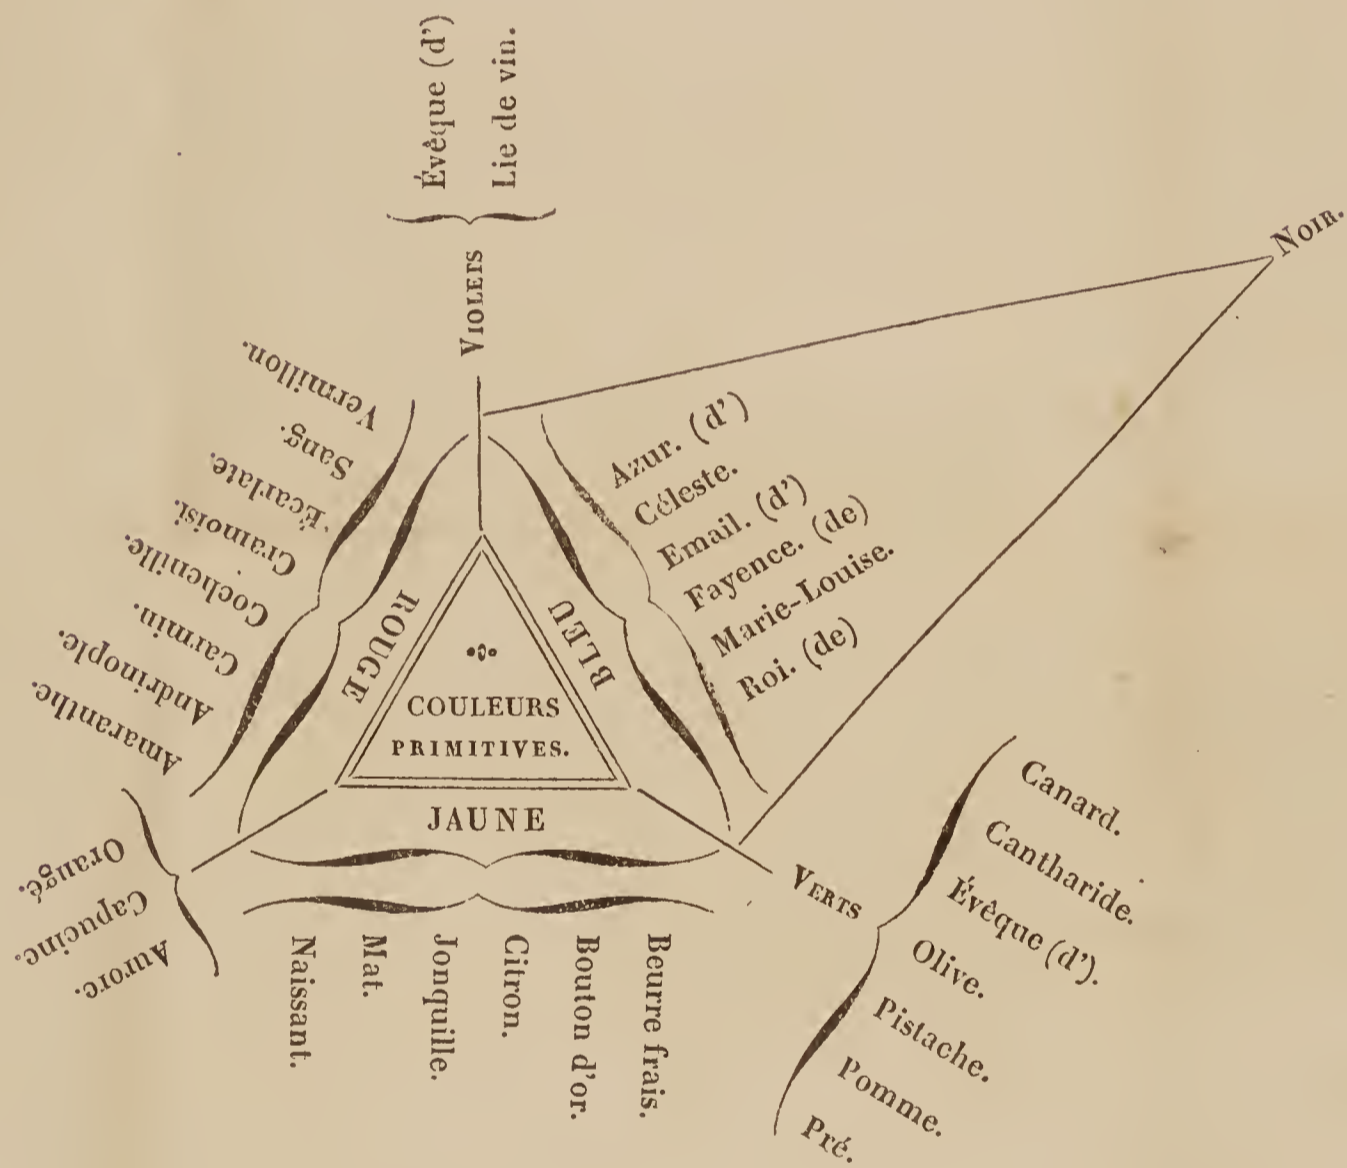 Évêque (d')
Lie de vin.
VIOLETS
NOIR.
Vermillon.
Sang.
Écarlate.
Cramoisi.
Cochenille.
Carmin.
Andrinople.
Amaranthe.
ROUGE
BLEU
Azur. (d')
Céleste.
Email. (d')
Fayence. (de)
Marie-Louise.
Roi. (de)
COULEURS
PRIMITIVES.
JAUNE
Orangé.
Capucine.
Aurore.
Naissant.
Mat.
Jonquille.
Citron.
Bouton d'or.
Beurre frais.
VERTS
Canard.
Cantharide.
Évêque (d').
Olive.
Pistache.
Pomme.
Pré.